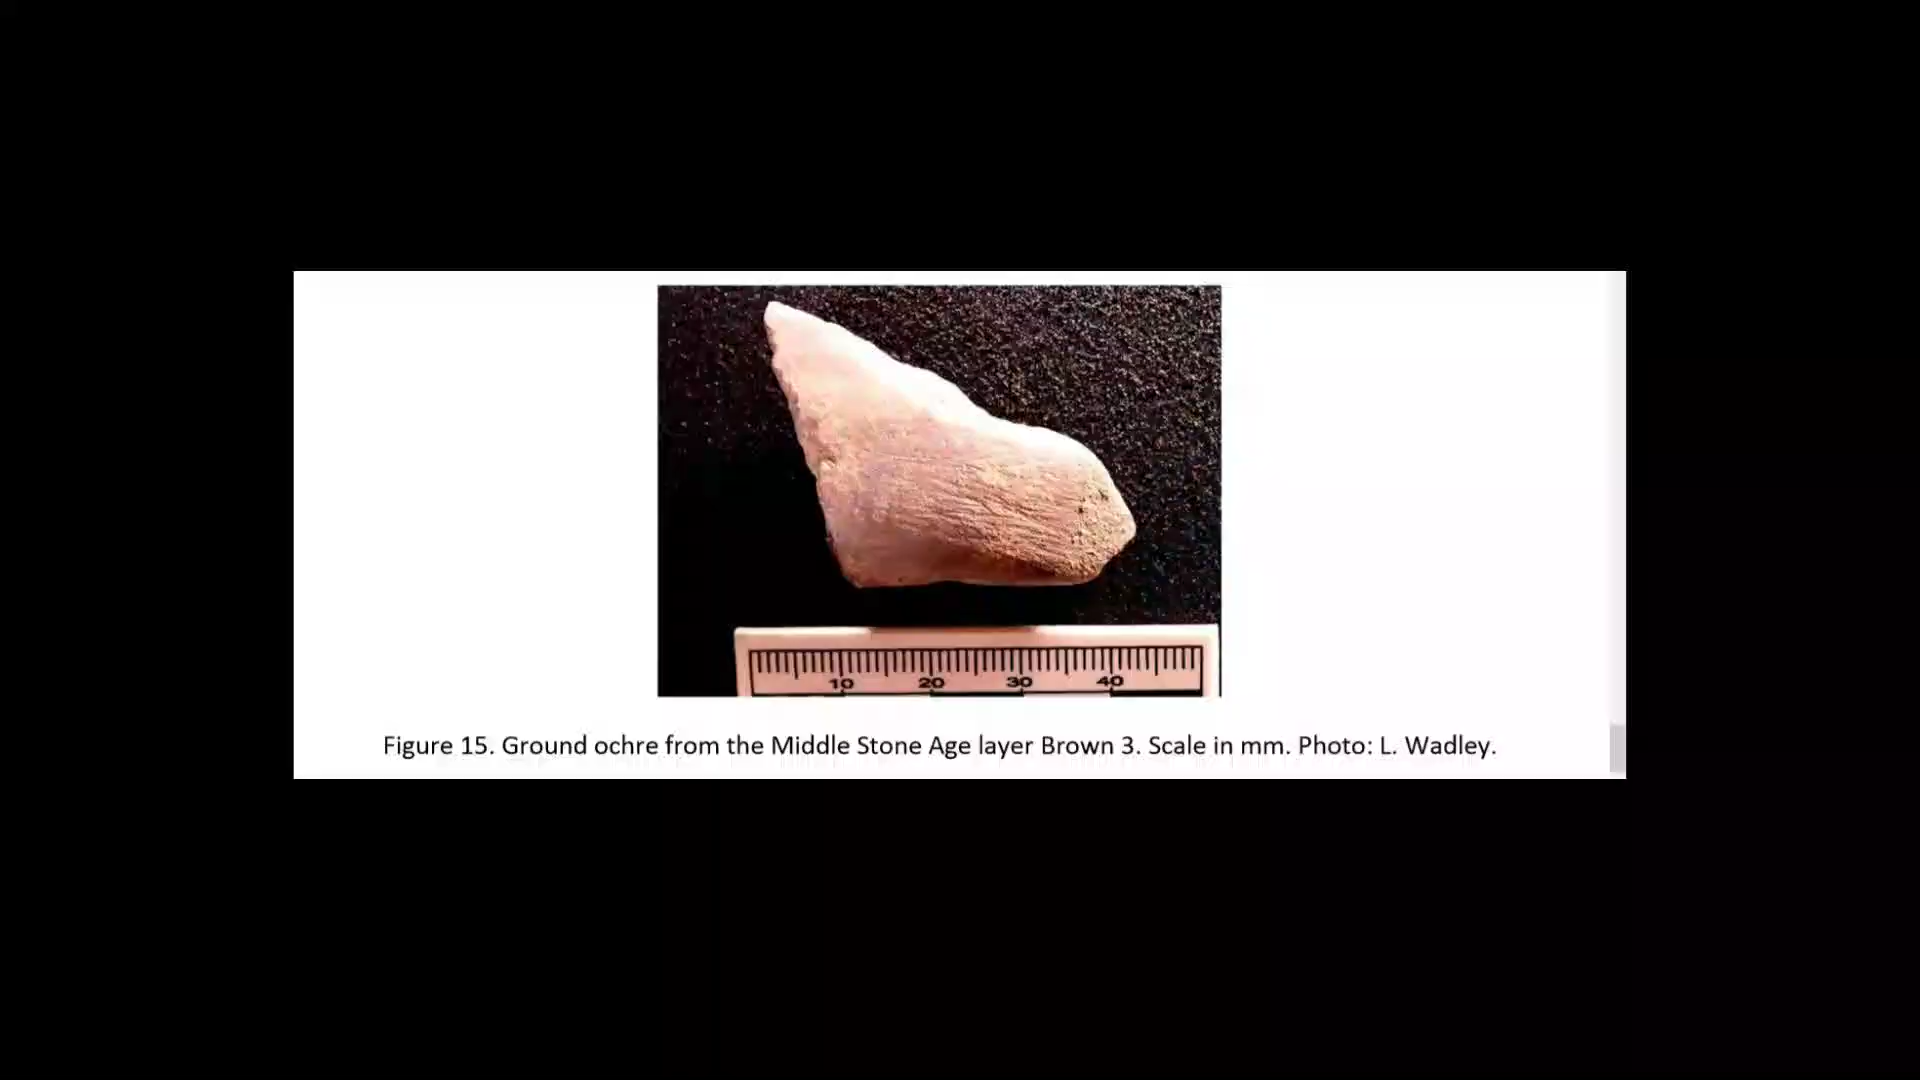 10 20 30 40
Figure 15. Ground ochre from the Middle Stone Age layer Brown 3. Scale in mm. Photo: L. Wadley.